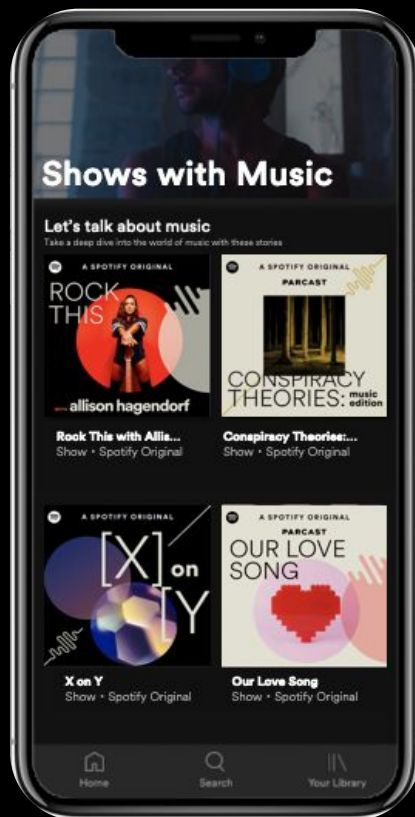 Shows with Music
Let's talk about music
Take a deep dive into the world of music with these stories
A SPOTIFY ORIGINAL
ROCK
THIS
WITH allison hagendorf
Rock This with Allis...
Show • Spotify Original
A SPOTIFY ORIGINAL
PARCAST
CONSPIRACY
THEORIES: music
edition
Conspiracy Theories:...
Show • Spotify Original
A SPOTIFY ORIGINAL
[X] on
[Y]
X on Y
Show • Spotify Original
A SPOTIFY ORIGINAL
PARCAST
OUR LOVE
SONG
Our Love Song
Show • Spotify Original
Home
Search
Your Library